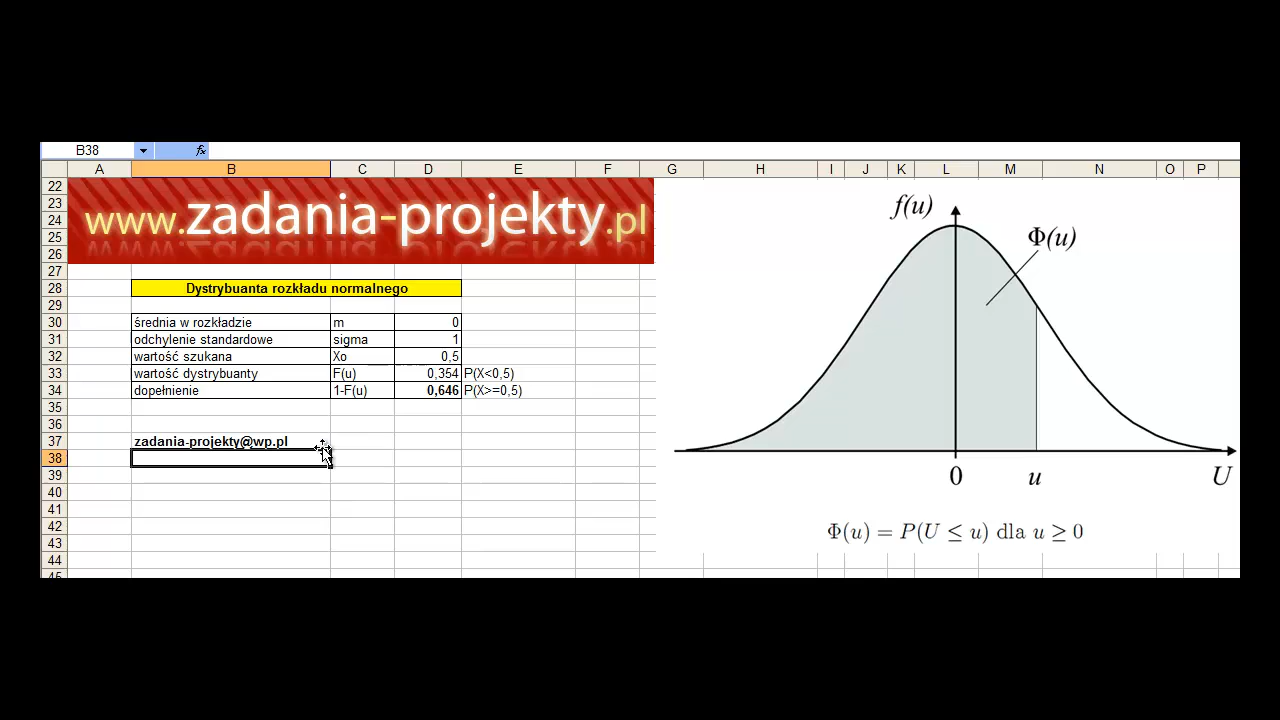 B38 fx
A B C D E F G H I J K L M N O P
22
23
24
25
26
www.zadania-projekty.pl
27
28 Dystrybuanta rozkładu normalnego
29
30 średnia w rozkładzie m 0
31 odchylenie standardowe sigma 1
32 wartość szukana Xo 0,5
33 wartość dystrybuanty F(u) 0,354 P(X<0,5)
34 dopełnienie 1-F(u) 0,646 P(X>=0,5)
35
36
37 zadania-projekty@wp.pl
38
39
40
41
42
43
44
45
f(u)
Φ(u)
0 u U
Φ(u) = P(U ≤ u) dla u ≥ 0